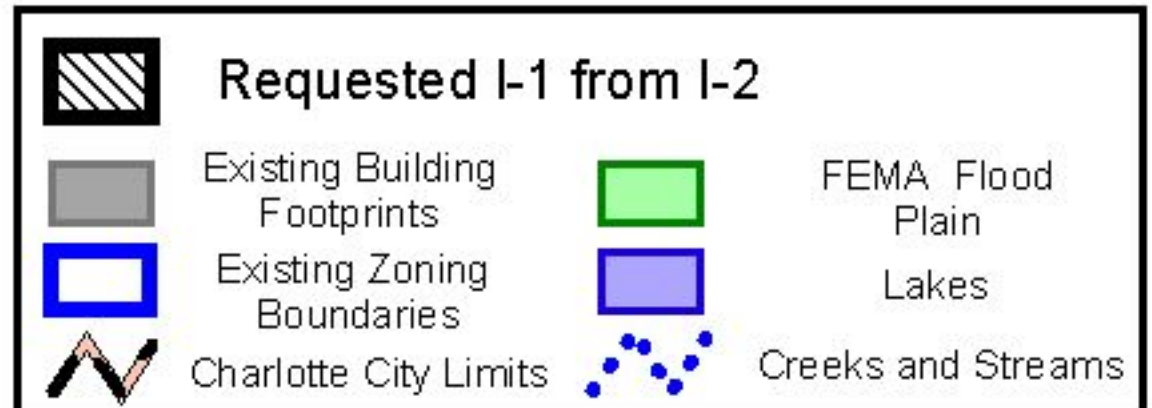 Requested I-1 from I-2
Existing Building
Footprints
FEMA Flood
Plain
Existing Zoning
Boundaries
Lakes
Charlotte City Limits
Creeks and Streams